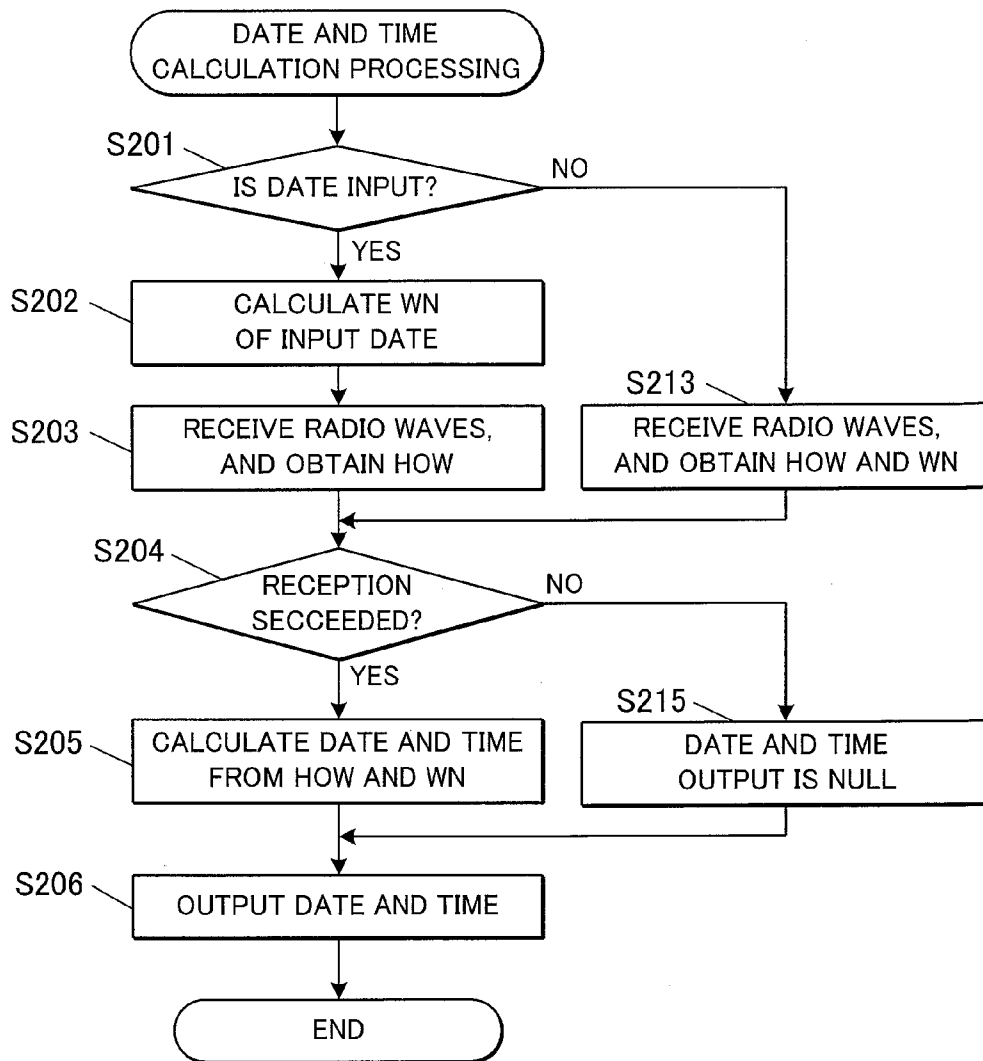 DATE AND TIME
CALCULATION PROCESSING
S201
IS DATE INPUT?
NO
YES
S202
CALCULATE WN
OF INPUT DATE
S203
RECEIVE RADIO WAVES,
AND OBTAIN HOW
S213
RECEIVE RADIO WAVES,
AND OBTAIN HOW AND WN
S204
RECEPTION
SECCEEDED?
NO
YES
S205
CALCULATE DATE AND TIME
FROM HOW AND WN
S215
DATE AND TIME
OUTPUT IS NULL
S206
OUTPUT DATE AND TIME
END